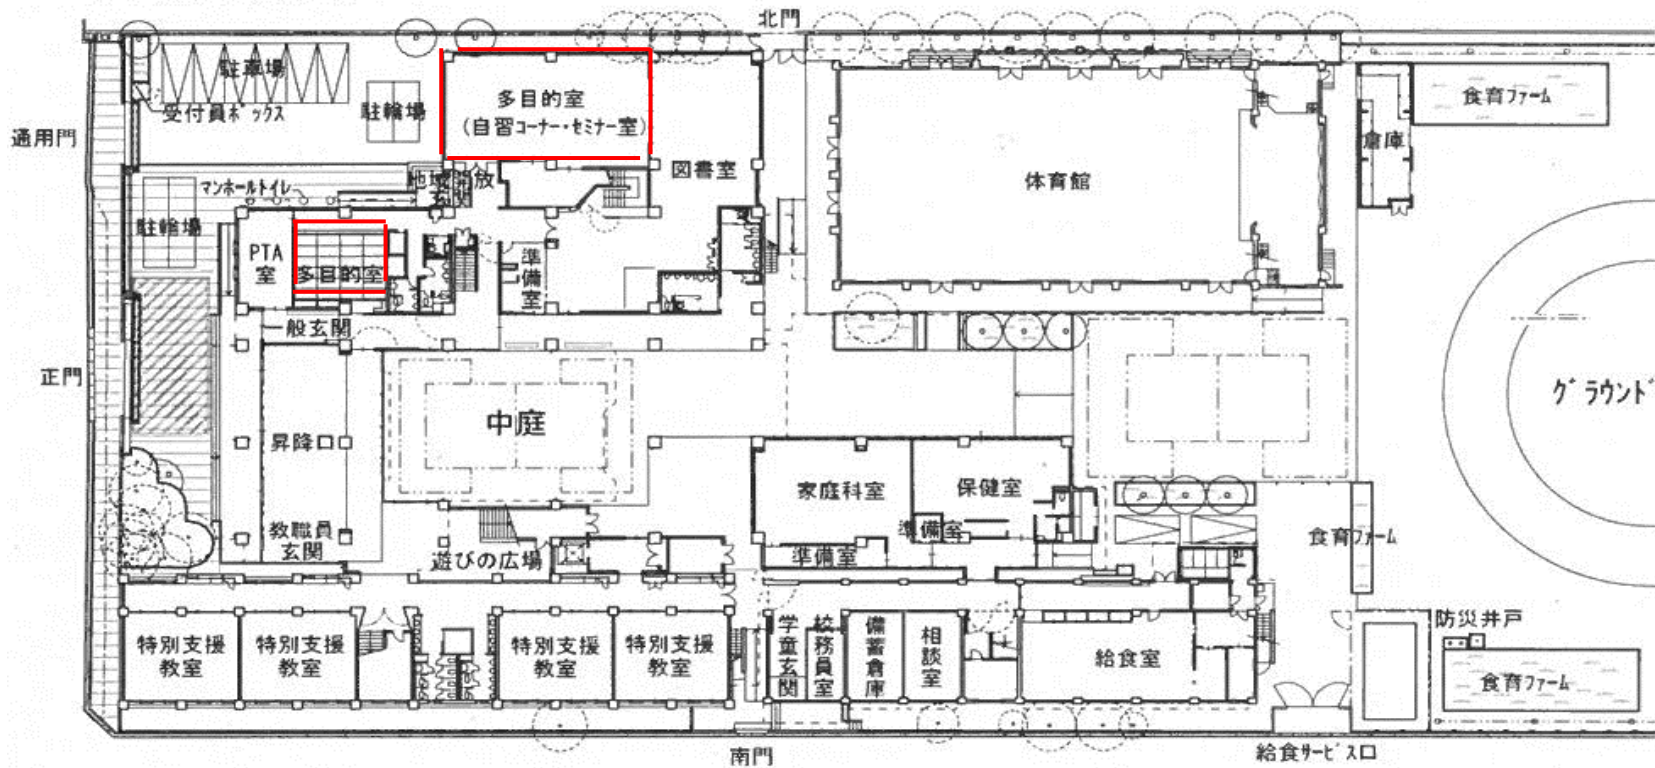 北門
駐車場
受付員ボックス
駐輪場
通用門
多目的室
(自習コーナー・セミナー室)
図書室
体育館
倉庫
食育ファーム
地域開放
玄関
マンホールトイレ
駐輪場
PTA
室
多目的室
準備室
一般玄関
正門
中庭
グラウンド
昇降口
教職員
玄関
遊びの広場
家庭科室
保健室
準備室
準備室
食育ファーム
特別支援
教室
特別支援
教室
特別支援
教室
特別支援
教室
学童玄関
校務員室
備蓄倉庫
相談室
給食室
防災井戸
食育ファーム
南門
給食サービス口